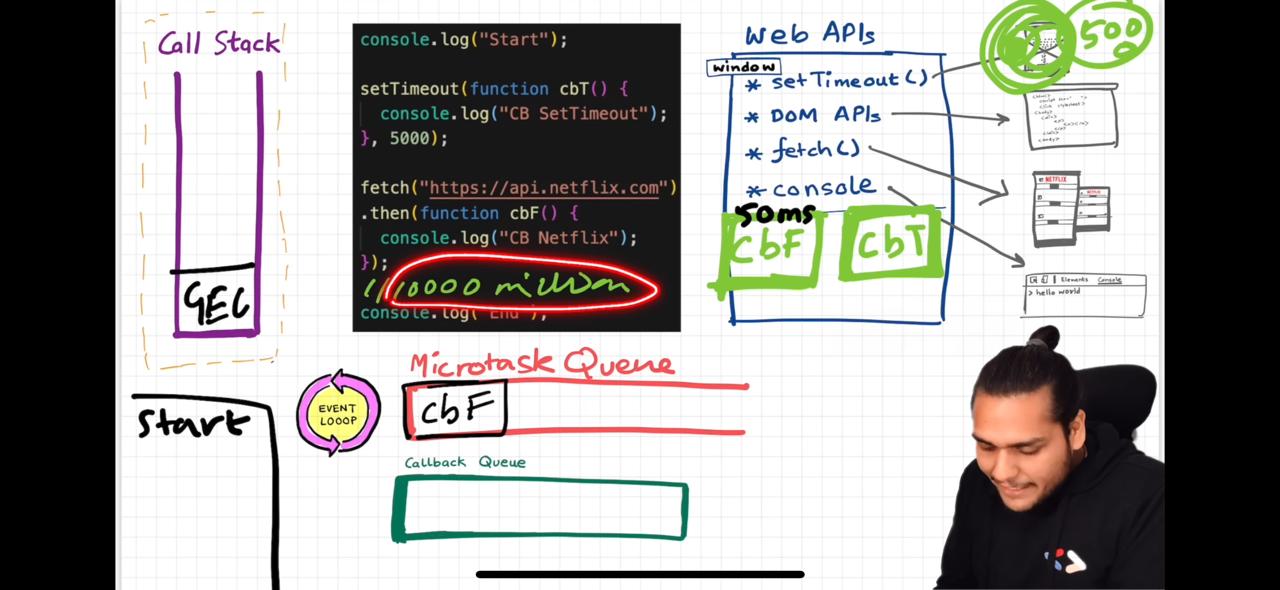 Call Stack
GEC
console.log("Start");
setTimeout(function cbT() {
console.log("CB SetTimeout");
}, 5000);
fetch("https://api.netflix.com")
.then(function cbF() {
console.log("CB Netflix");
});
// 10000 million
console.log("End");
Web APIs
window
* setTimeout()
* DOM APIs
* fetch()
* console
50ms
CbF
CbT
500
NETFLIX
Elements Console
> hello world
Start
EVENT
LOOOP
Microtask Queue
CbF
Callback Queue